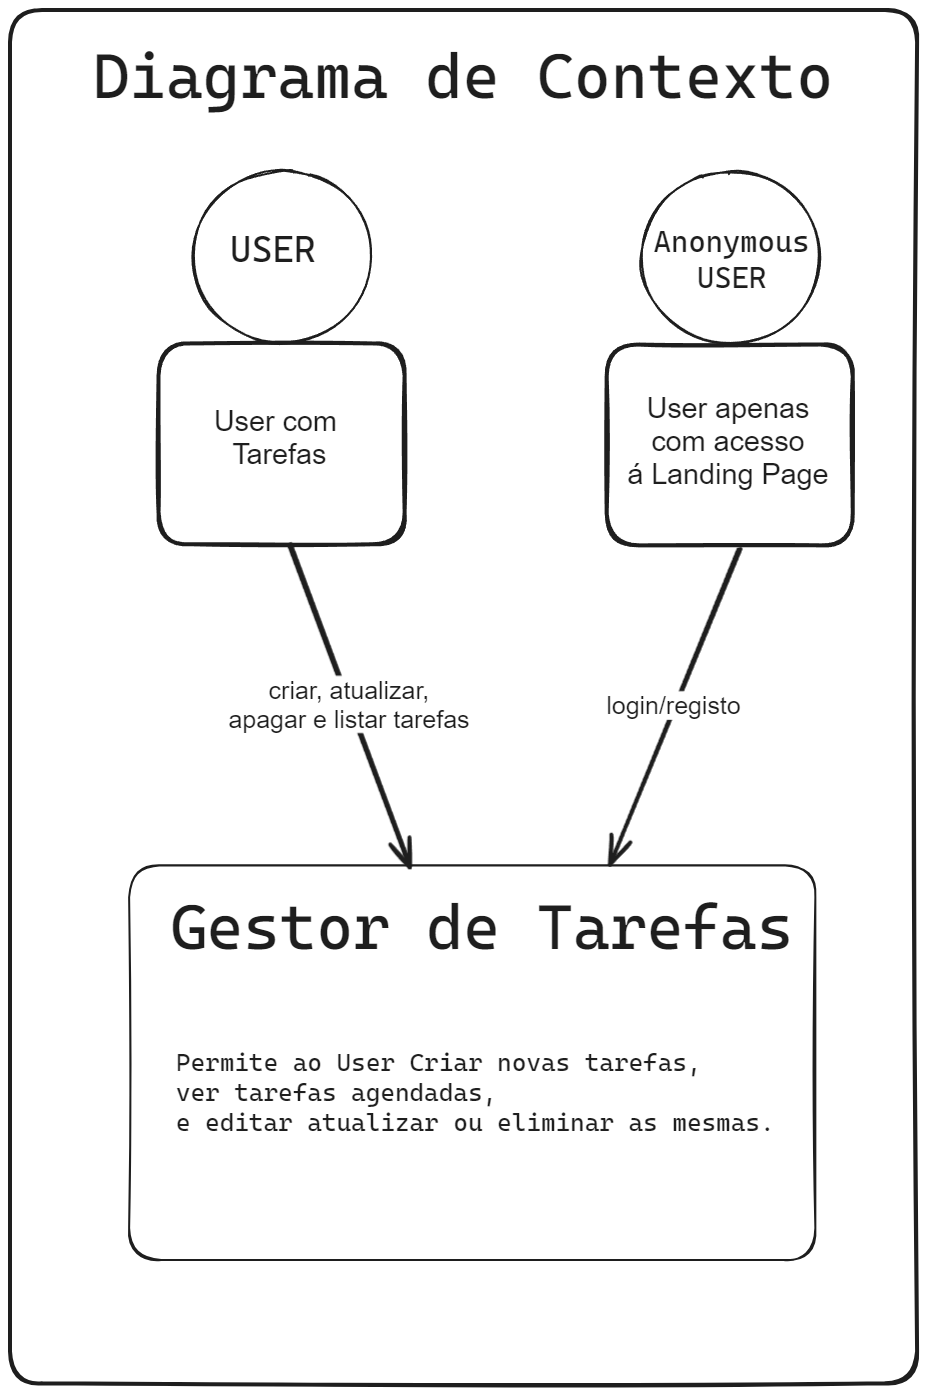 Diagrama de Contexto
USER
Anonymous
USER
User com
Tarefas
User apenas
com acesso
á Landing Page
criar, atualizar,
apagar e listar tarefas
login/registo
Gestor de Tarefas
Permite ao User Criar novas tarefas,
ver tarefas agendadas,
e editar atualizar ou eliminar as mesmas.